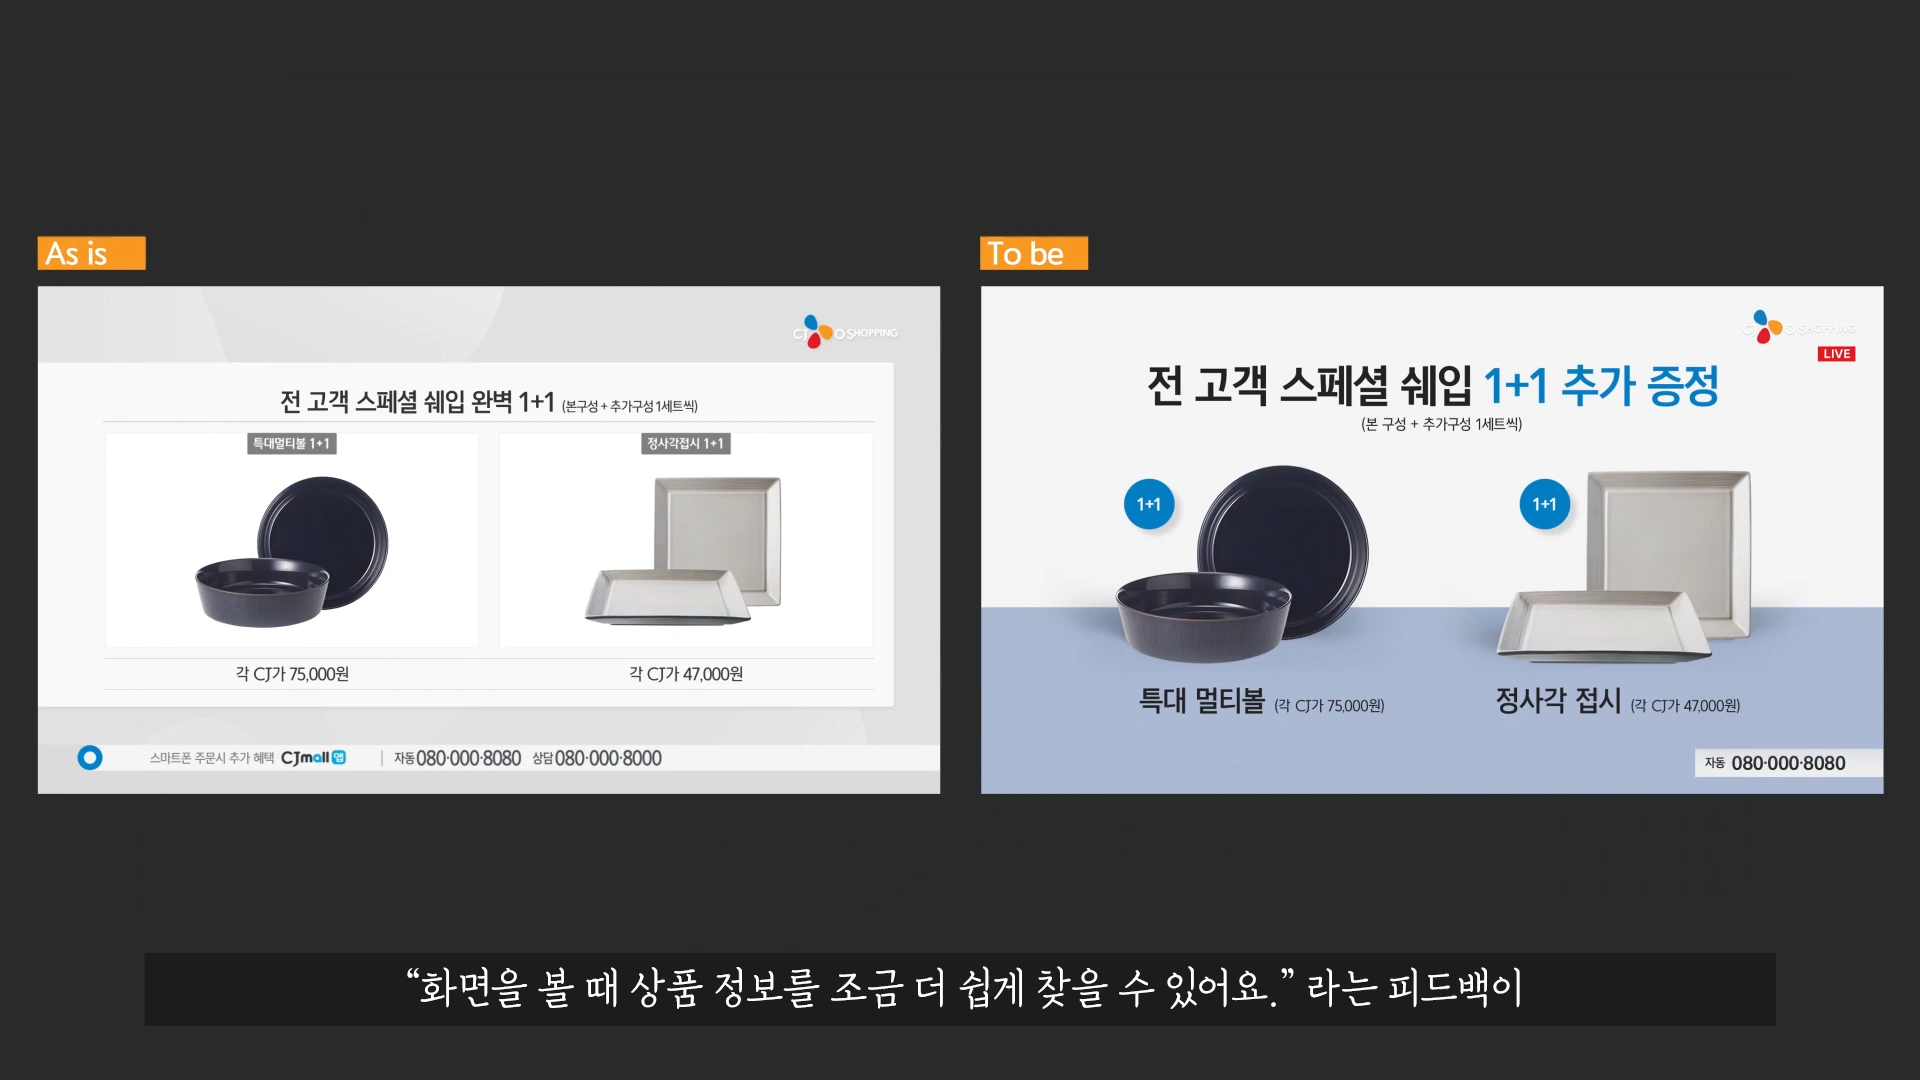 As is
CJ O SHOPPING
전 고객 스페셜 쉐입 완벽 1+1 (본구성 + 추가구성 1세트씩)
특대멀티볼 1+1
정사각접시 1+1
각 CJ가 75,000원
각 CJ가 47,000원
스마트폰 주문시 추가 혜택 CJmall 앱 | 자동 080·000·8080 상담 080·000·8000
To be
CJ O SHOPPING
LIVE
전 고객 스페셜 쉐입 1+1 추가 증정
(본 구성 + 추가구성 1세트씩)
1+1
1+1
특대 멀티볼 (각 CJ가 75,000원)
정사각 접시 (각 CJ가 47,000원)
자동 080·000·8080
“화면을 볼 때 상품 정보를 조금 더 쉽게 찾을 수 있어요.” 라는 피드백이